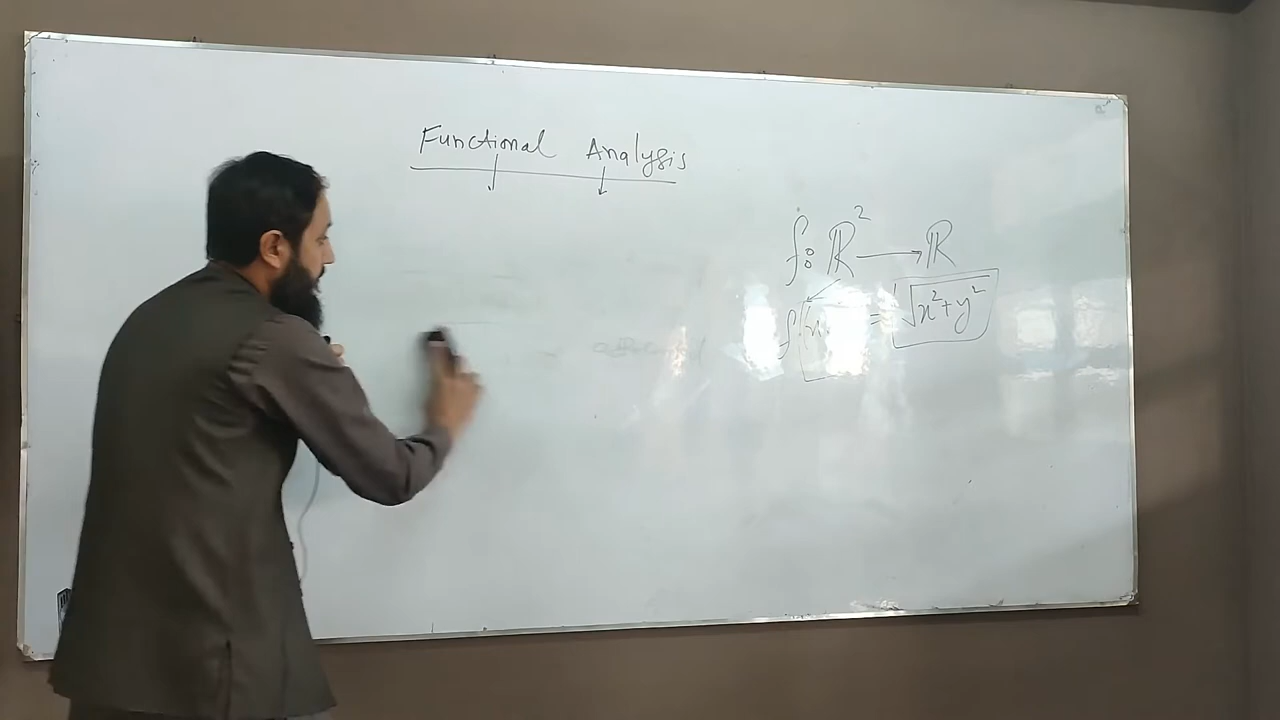 Functional Analysis
f: ℝ² → ℝ
f(x = √x²+y²